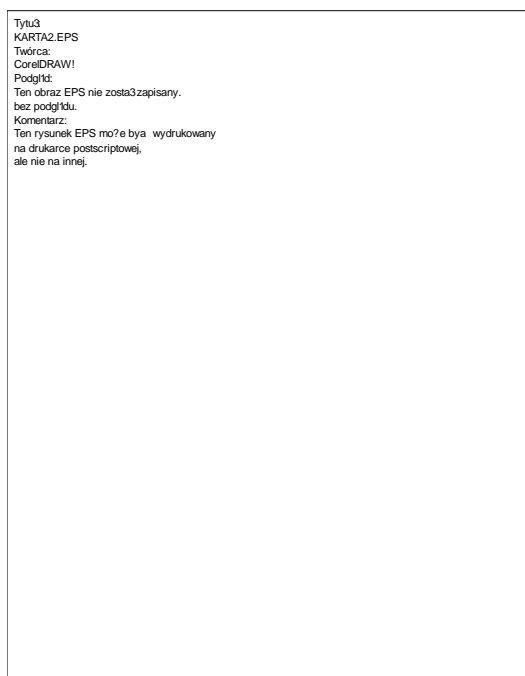 Tytu3:
KARTA2.EPS
Twórca:
CorelDRAW!
Podgl1d:
Ten obraz EPS nie zosta3 zapisany.
bez podgl1du.
Komentarz:
Ten rysunek EPS mo?e bya wydrukowany
na drukarce postscriptowej,
ale nie na innej.